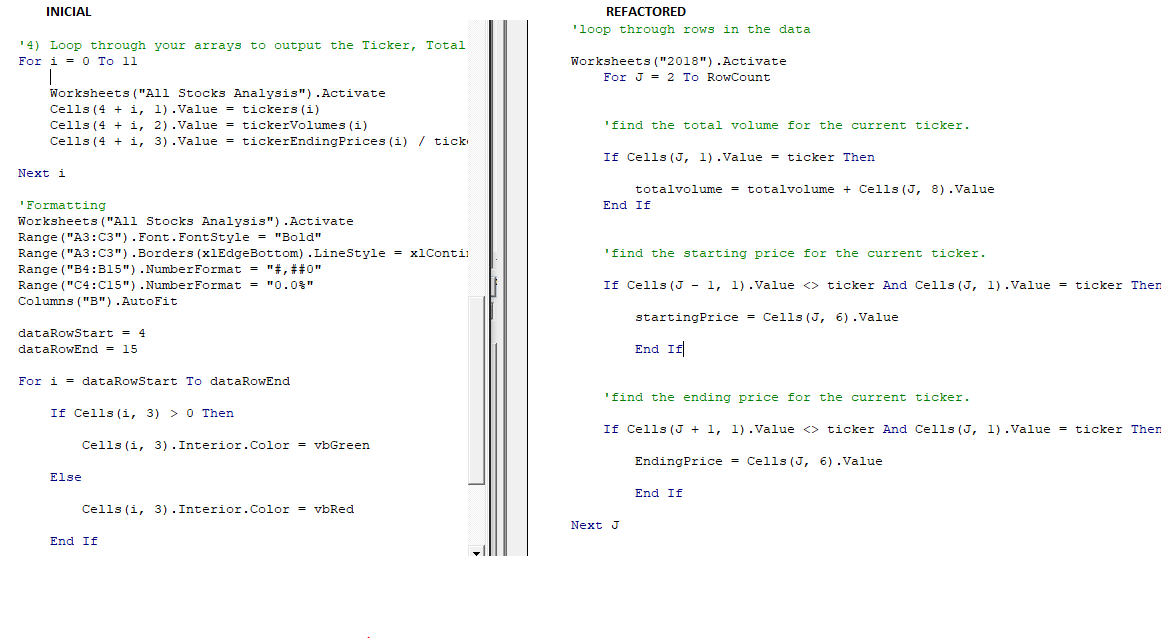 INICIAL
'4) Loop through your arrays to output the Ticker, Total
For i = 0 To 11
Worksheets("All Stocks Analysis").Activate
Cells(4 + i, 1).Value = tickers(i)
Cells(4 + i, 2).Value = tickerVolumes(i)
Cells(4 + i, 3).Value = tickerEndingPrices(i) /
Next i
'Formatting
Worksheets("All Stocks Analysis").Activate
Range("A3:C3").Font.FontStyle = "Bold"
Range("A3:C3").Borders(xlEdgeBottom).LineStyle =
Range("B4:B15").NumberFormat = "#,##0"
Range("C4:C15").NumberFormat = "0.0%"
Columns("B").AutoFit
dataRowStart = 4
dataRowEnd = 15
For i = dataRowStart To dataRowEnd
If Cells(i, 3) > 0 Then
Cells(i, 3).Interior.Color = vbGreen
Else
Cells(i, 3).Interior.Color = vbRed
End If
REFACTORED
'loop through rows in the data
Worksheets("2018").Activate
For J = 2 To RowCount
'find the total volume for the current ticker.
If Cells(J, 1).Value = ticker Then
totalvolume = totalvolume + Cells(J, 8).Value
End If
'find the starting price for the current ticker.
If Cells(J - 1, 1).Value <> ticker And Cells(J, 1).Value = ticker Then
startingPrice = Cells(J, 6).Value
End If
'find the ending price for the current ticker.
If Cells(J + 1, 1).Value <> ticker And Cells(J, 1).Value = ticker Then
EndingPrice = Cells(J, 6).Value
End If
Next J